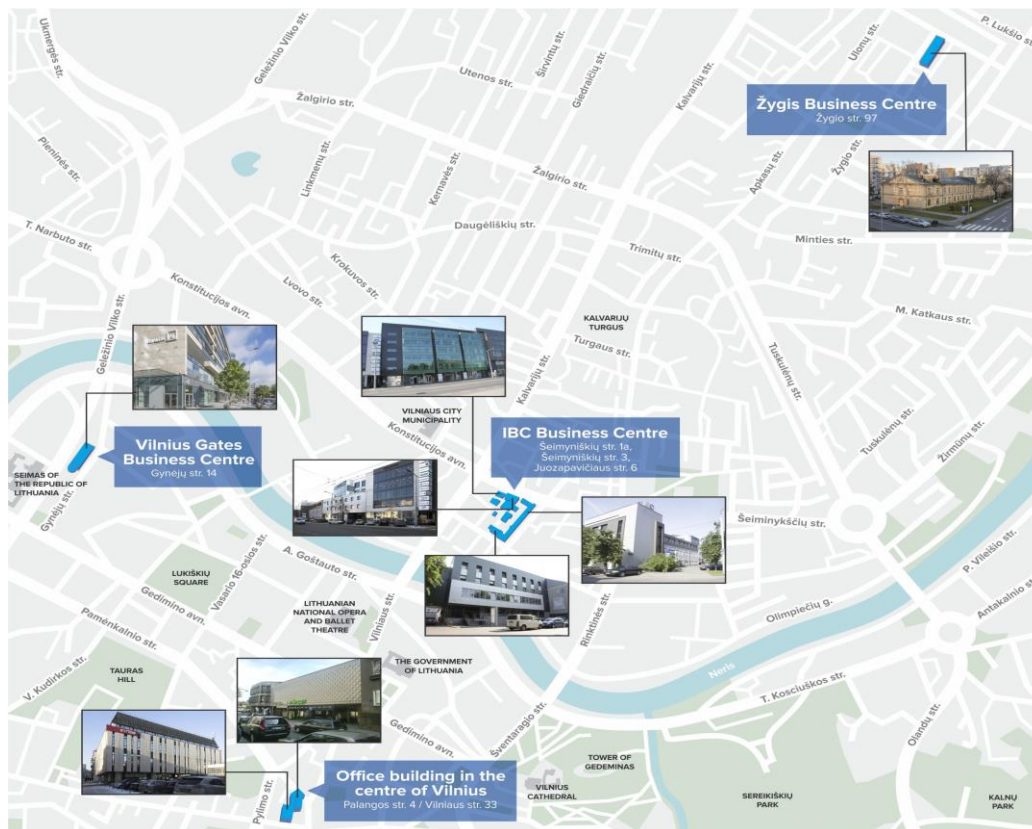 Ukmergės str.
Geležinio Vilko str.
Utenos str.
Širvintų str.
Giedraičių str.
Kalvarijų str.
Ulonų str.
P. Lukšio str.
Žalgirio str.
Žygis Business Centre
Žygio str. 97
Pieninės str.
Linkmenų str.
Kernavės str.
Žalgirio str.
Apkasų str.
Žygio str.
T. Narbuto str.
Daugėliškių str.
Trimitų str.
Minties str.
Konstitucijos avn.
Lvovo str.
Krokuvos str.
Geležinio Vilko str.
KALVARIJŲ
TURGUS
Turgaus str.
M. Katkaus str.
Kalvarijų str.
Tuskulėnų str.
VILNIAUS CITY
MUNICIPALITY
Konstitucijos avn.
IBC Business Centre
Šeimyniškių str. 1a,
Šeimyniškių str. 3,
Juozapavičiaus str. 6
Tuskulėnų str.
Žirmūnų str.
Vilnius Gates
Business Centre
Gynėjų str. 14
SEIMAS OF
THE REPUBLIC OF
LITHUANIA
Gynėjų str.
Šeiminykščių str.
P. Vileišio str.
A. Goštauto str.
LUKIŠKIŲ
SQUARE
Vasario 16-osios str.
Gedimino avn.
Pamėnkalnio str.
LITHUANIAN
NATIONAL OPERA
AND BALLET
THEATRE
Vilniaus str.
Rinktinės str.
Olimpiečių g.
Antakalnio str.
THE GOVERNMENT
OF LITHUANIA
Neris
TAURAS
HILL
V. Kudirkos str.
T. Kosciuškos str.
Olandų str.
Gedimino avn.
Šventaragio str.
TOWER OF
GEDEMINAS
Office building in the
centre of Vilnius
Palangos str. 4 / Vilniaus str. 33
Pylimo str.
VILNIUS
CATHEDRAL
SEREIKIŠKIŲ
PARK
KALNŲ
PARK